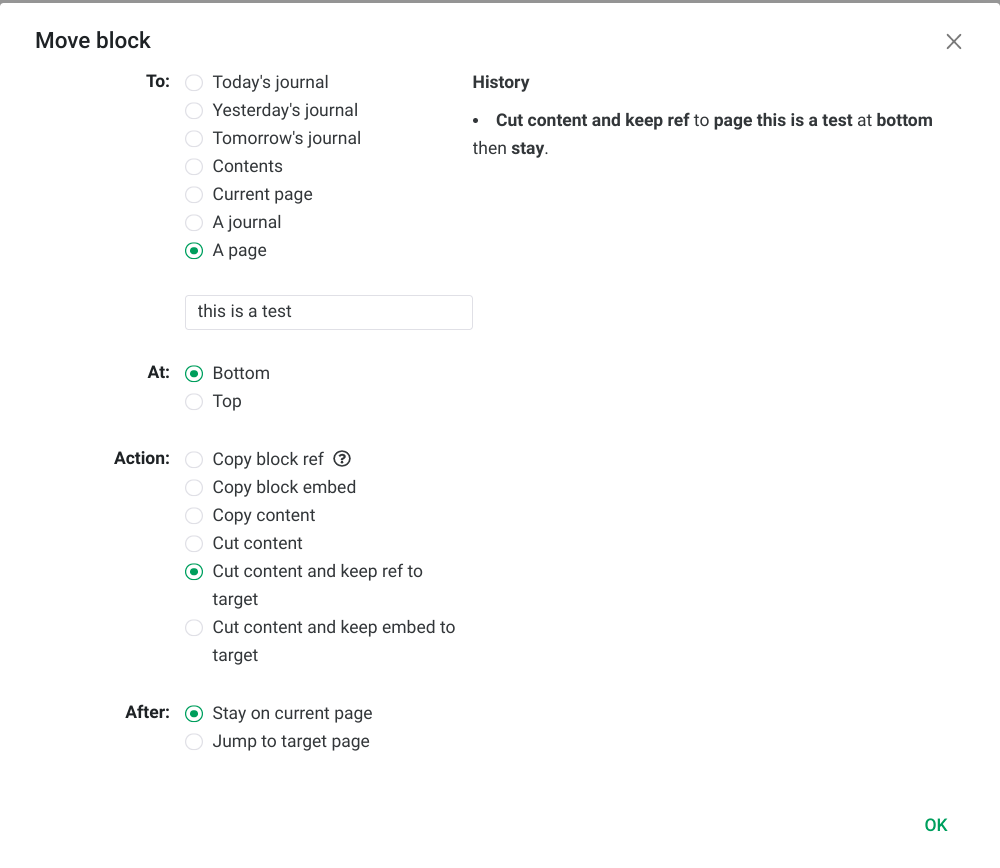 Move block
To:
Today's journal
Yesterday's journal
Tomorrow's journal
Contents
Current page
A journal
A page
this is a test
At:
Bottom
Top
Action:
Copy block ref ?
Copy block embed
Copy content
Cut content
Cut content and keep ref to
target
Cut content and keep embed to
target
After:
Stay on current page
Jump to target page
History
• Cut content and keep ref to page this is a test at bottom
then stay.
OK